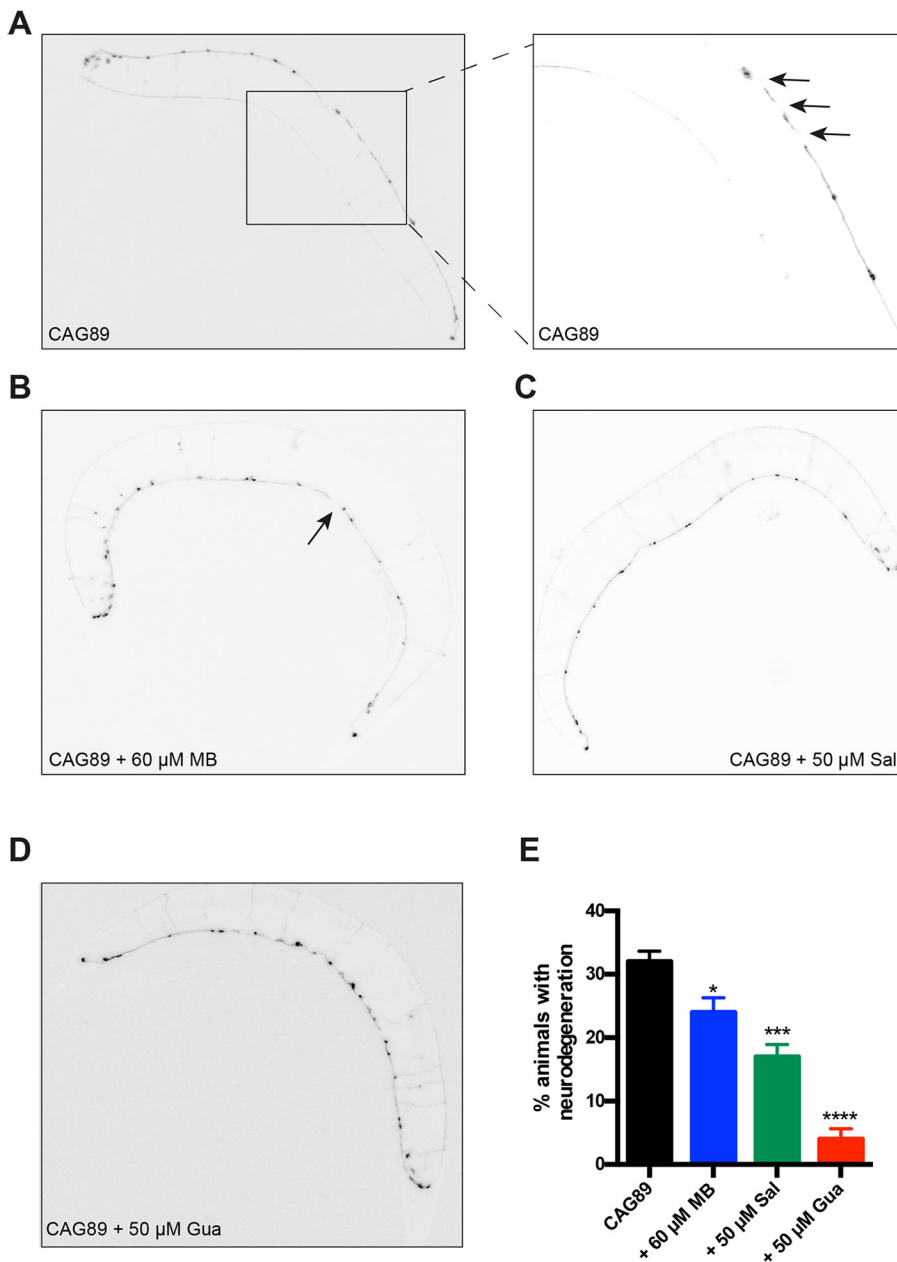 A
CAG89
CAG89
B
C
CAG89 + 60 µM MB
CAG89 + 50 µM Sal
D
E
CAG89 + 50 µM Gua
% animals with
neurodegeneration
40
30
20
10
0
*
***
****
CAG89
+ 60 µM MB
+ 50 µM Sal
+ 50 µM Gua